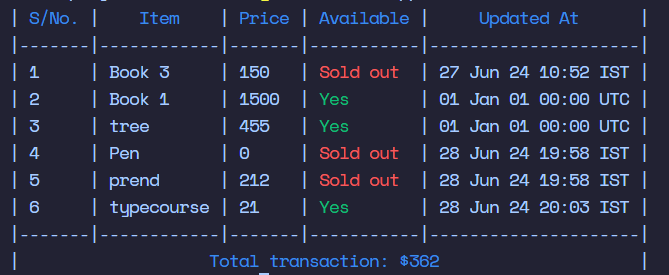 | S/No. | Item | Price | Available | Updated At |
|-------|------------|-------|-----------|---------------------|
| 1 | Book 3 | 150 | Sold out | 27 Jun 24 10:52 IST |
| 2 | Book 1 | 1500 | Yes | 01 Jan 01 00:00 UTC |
| 3 | tree | 455 | Yes | 01 Jan 01 00:00 UTC |
| 4 | Pen | 0 | Sold out | 28 Jun 24 19:58 IST |
| 5 | prend | 212 | Sold out | 28 Jun 24 19:58 IST |
| 6 | typecourse | 21 | Yes | 28 Jun 24 20:03 IST |
|-------|------------|-------|-----------|---------------------|
| Total transaction: $362 |